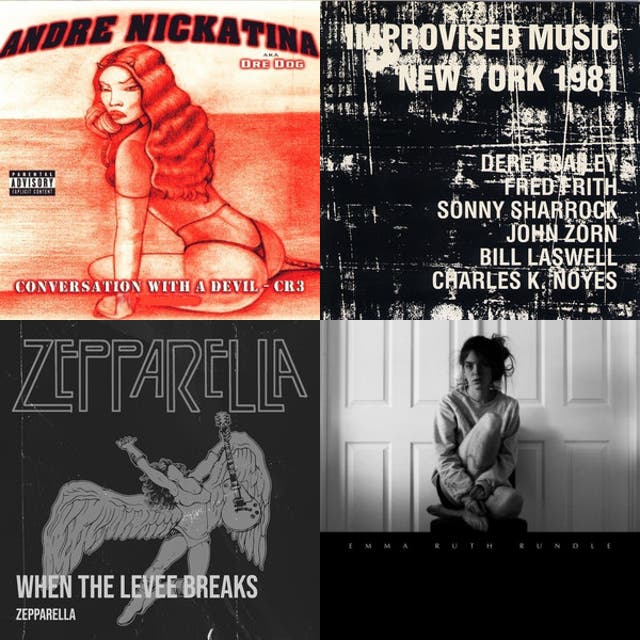 ANDRE NICKATINA
AKA
DRE DOG
PARENTAL
ADVISORY
EXPLICIT CONTENT
CONVERSATION WITH A DEVIL - CR3
IMPROVISED MUSIC
NEW YORK 1981
DEREK BAILEY
FRED FRITH
SONNY SHARROCK
JOHN ZORN
BILL LASWELL
CHARLES K. NOYES
ZEPPARELLA
WHEN THE LEVEE BREAKS
ZEPPARELLA
EMMA RUTH RUNDLE